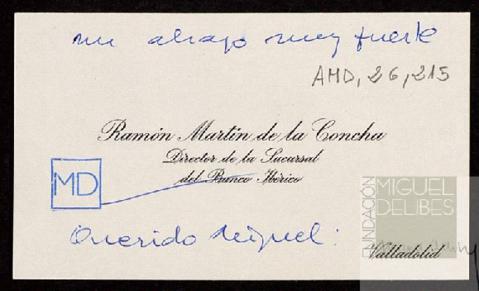 un abrazo muy fuerte
AMD, 26, 215
Ramón Martín de la Concha
Director de la Sucursal
del Banco Ibérico
MD
Querido Miguel:
Valladolid
FUNDACIÓN
MIGUEL
DELIBES